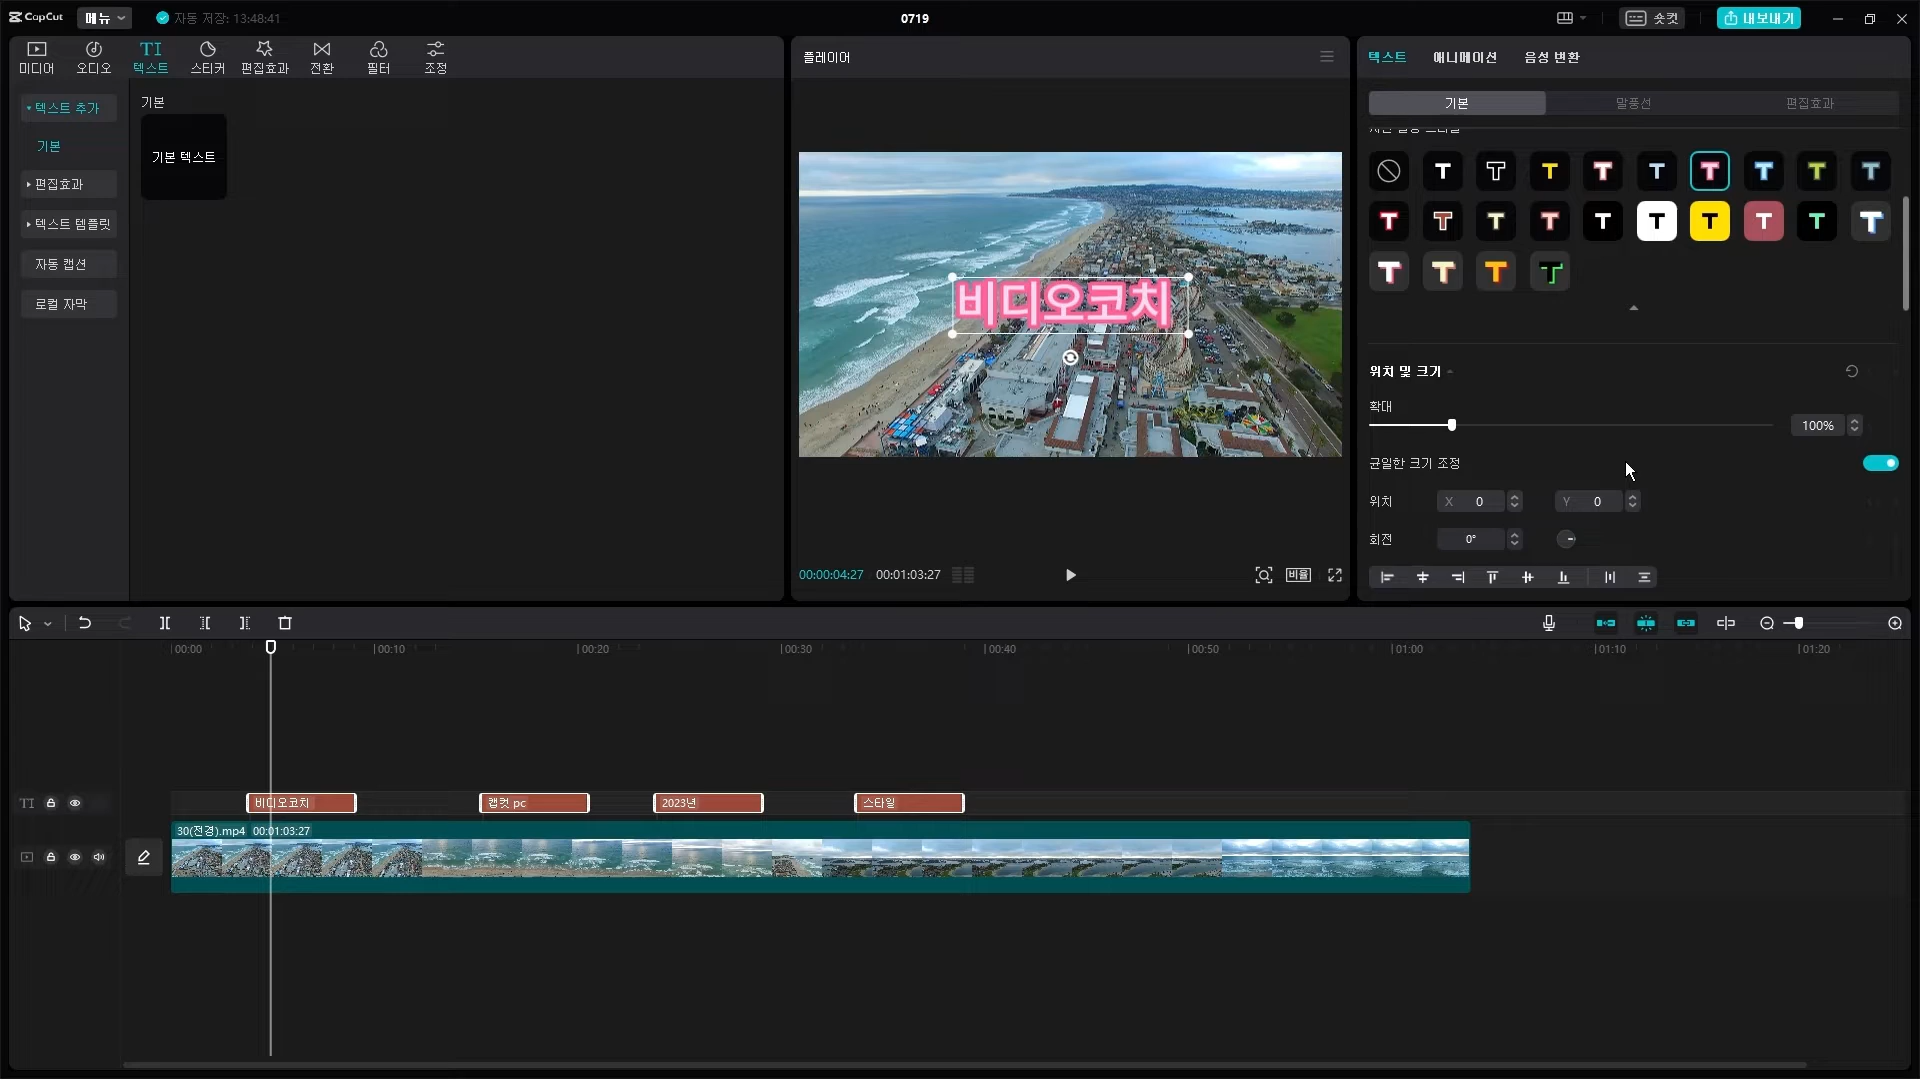 CapCut
메뉴
자동 저장: 13:48:41
0719
숏컷
내보내기
미디어
오디오
TI
텍스트
스티커
편집효과
전환
필터
조정
텍스트 추가
기본
편집효과
텍스트 템플릿
자동 캡션
로컬 자막
기본
기본 텍스트
플레이어
비디오코치
00:00:04:27
00:01:03:27
비율
텍스트
애니메이션
음성 변환
기본
말풍선
편집효과
T T T T T T T T T
T T T T T T T T T T
T T T T
위치 및 크기
확대
100%
균일한 크기 조정
위치
X 0
Y 0
회전
0°
00:00
00:10
00:20
00:30
00:40
00:50
01:00
01:10
01:20
TI
비디오코치
캡컷 pc
2023년
스타일
30(전경).mp4 00:01:03:27